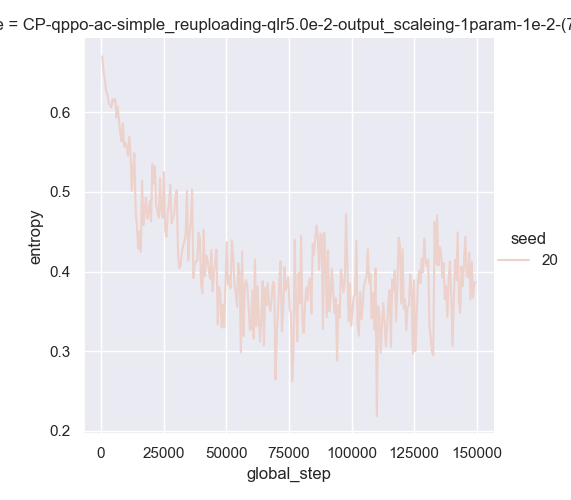 e = CP-qppo-ac-simple_reuploading-qlr5.0e-2-output_scaleing-1param-1e-2-(7
0.6
0.5
0.4
0.3
0.2
entropy
0 25000 50000 75000 100000 125000 150000
global_step
seed
20